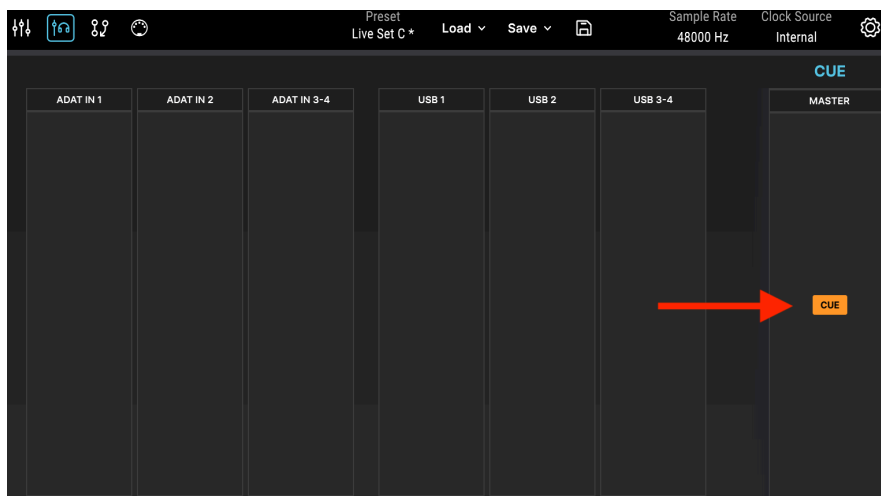 Preset
Live Set C *
Load
Save
Sample Rate
48000 Hz
Clock Source
Internal
CUE
ADAT IN 1
ADAT IN 2
ADAT IN 3-4
USB 1
USB 2
USB 3-4
MASTER
CUE